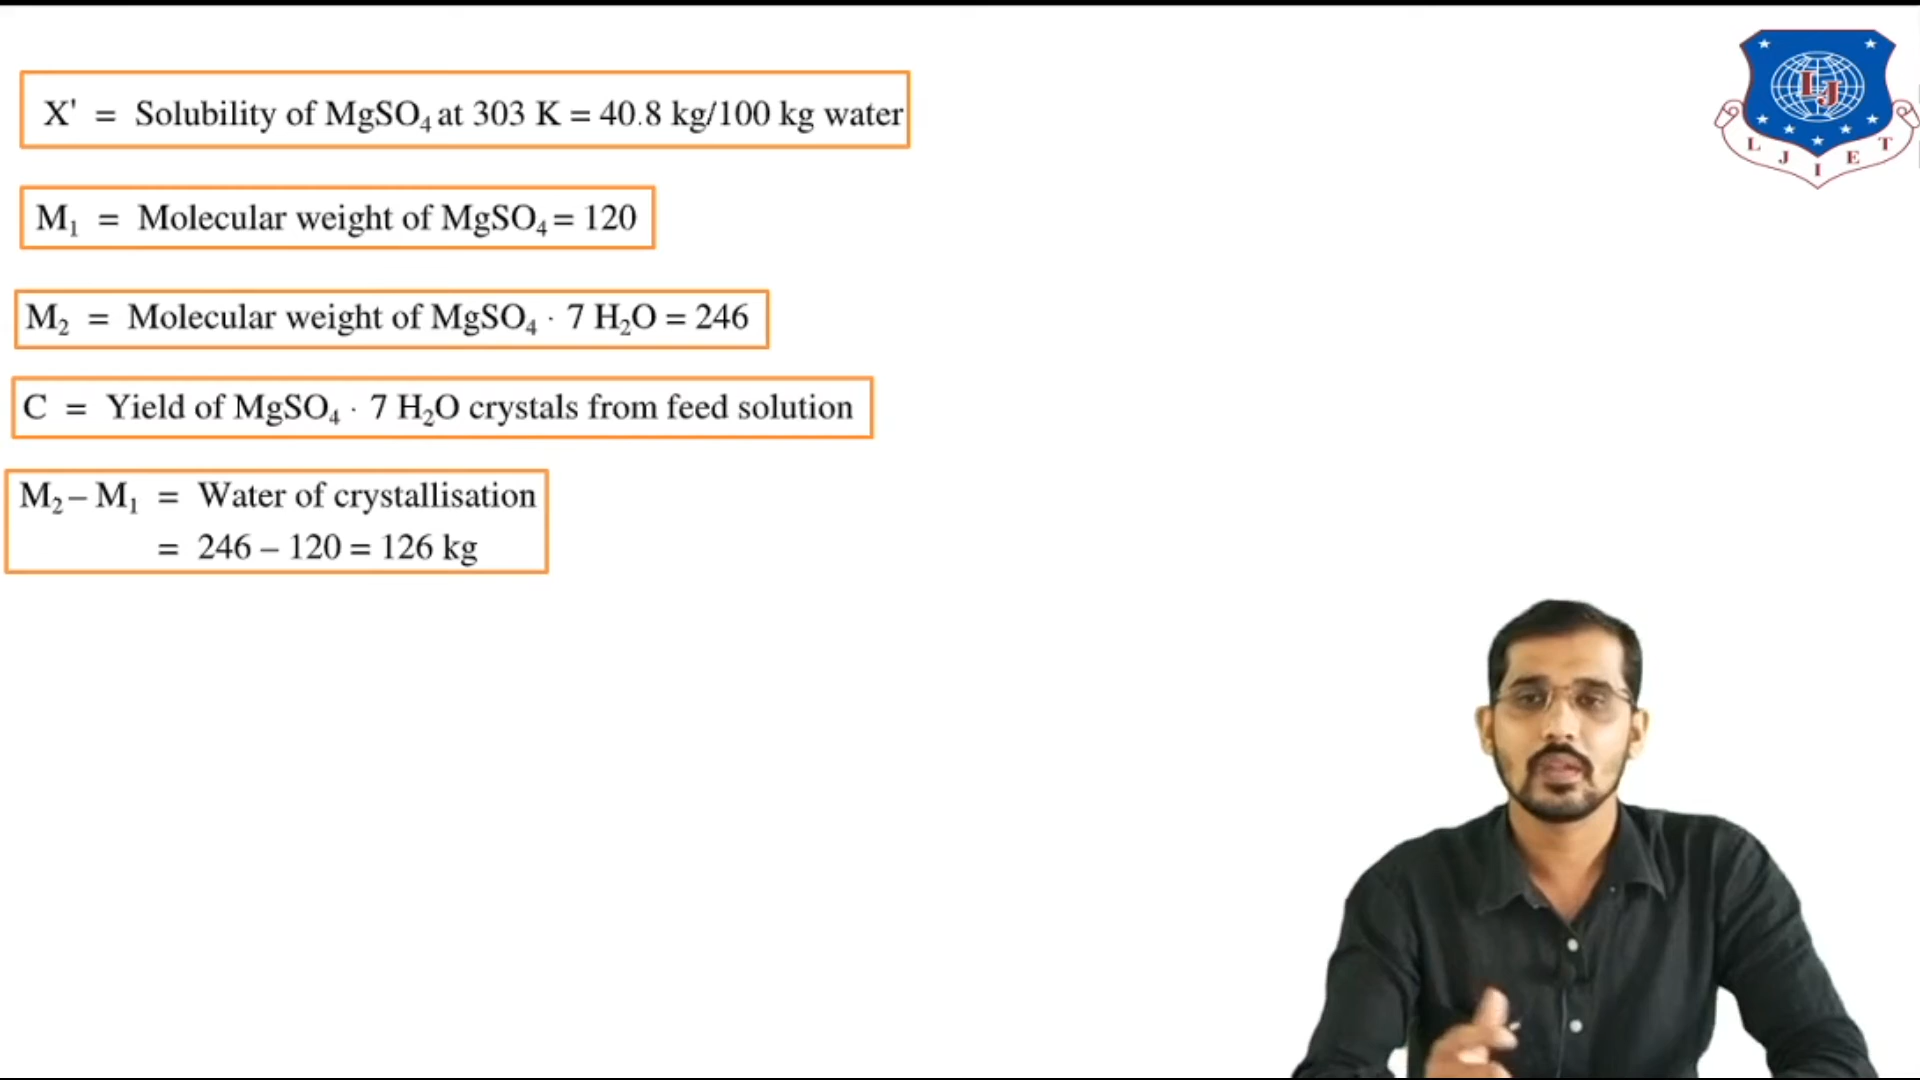 X' = Solubility of MgSO₄ at 303 K = 40.8 kg/100 kg water
M₁ = Molecular weight of MgSO₄ = 120
M₂ = Molecular weight of MgSO₄ · 7 H₂O = 246
C = Yield of MgSO₄ · 7 H₂O crystals from feed solution
M₂ – M₁ = Water of crystallisation
= 246 – 120 = 126 kg
LJ
L J I E T